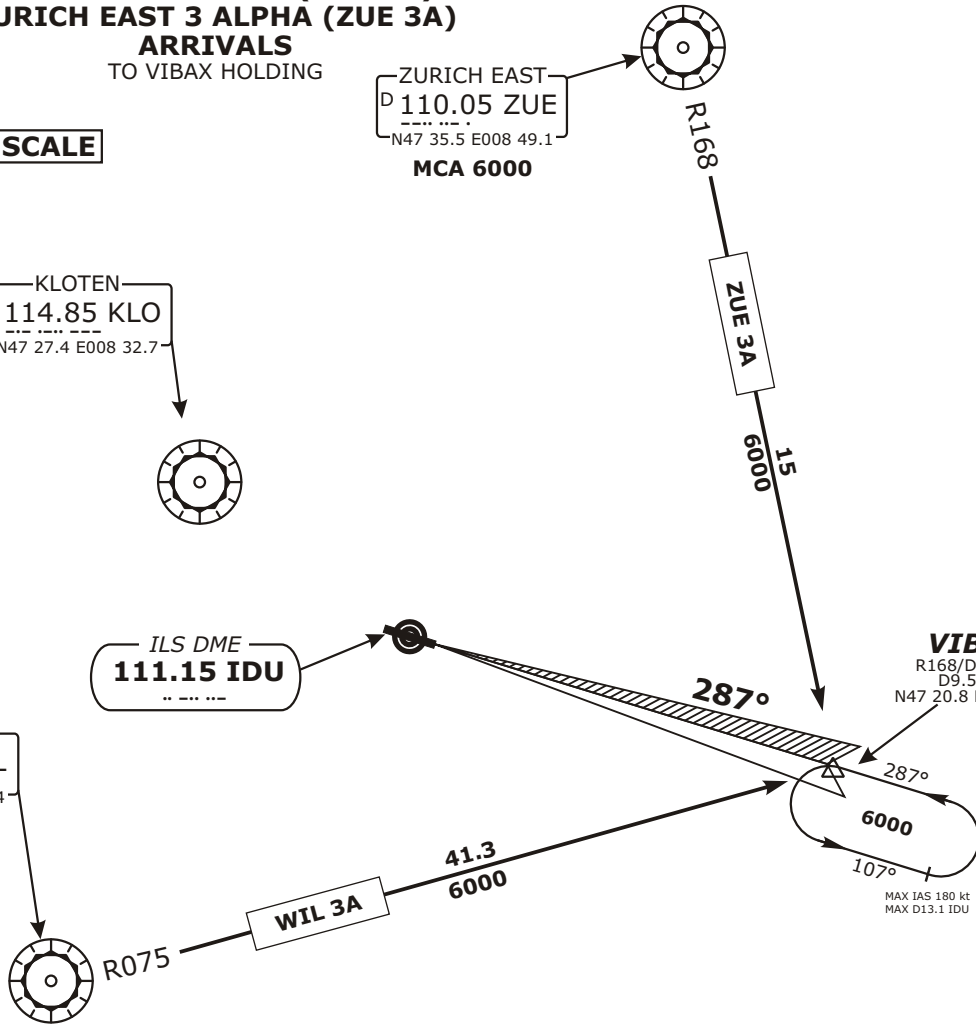 URICH EAST 3 ALPHA (ZUE 3A)
ARRIVALS
TO VIBAX HOLDING
SCALE
ZURICH EAST
D 110.05 ZUE
N47 35.5 E008 49.1
MCA 6000
R168
ZUE 3A
15
6000
KLOTEN
114.85 KLO
N47 27.4 E008 32.7
ILS DME
111.15 IDU
287°
VIB
R168/D
D9.5
N47 20.8
287°
6000
107°
MAX IAS 180 kt
MAX D13.1 IDU
41.3
6000
WIL 3A
R075
4